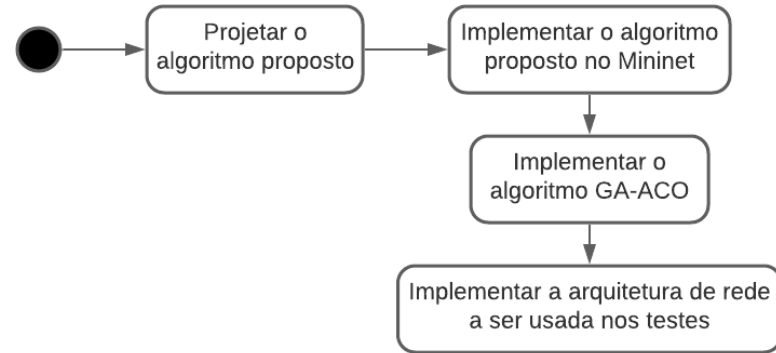 Projetar o
algoritmo proposto
Implementar o algoritmo
proposto no Mininet
Implementar o
algoritmo GA-ACO
Implementar a arquitetura de rede
a ser usada nos testes